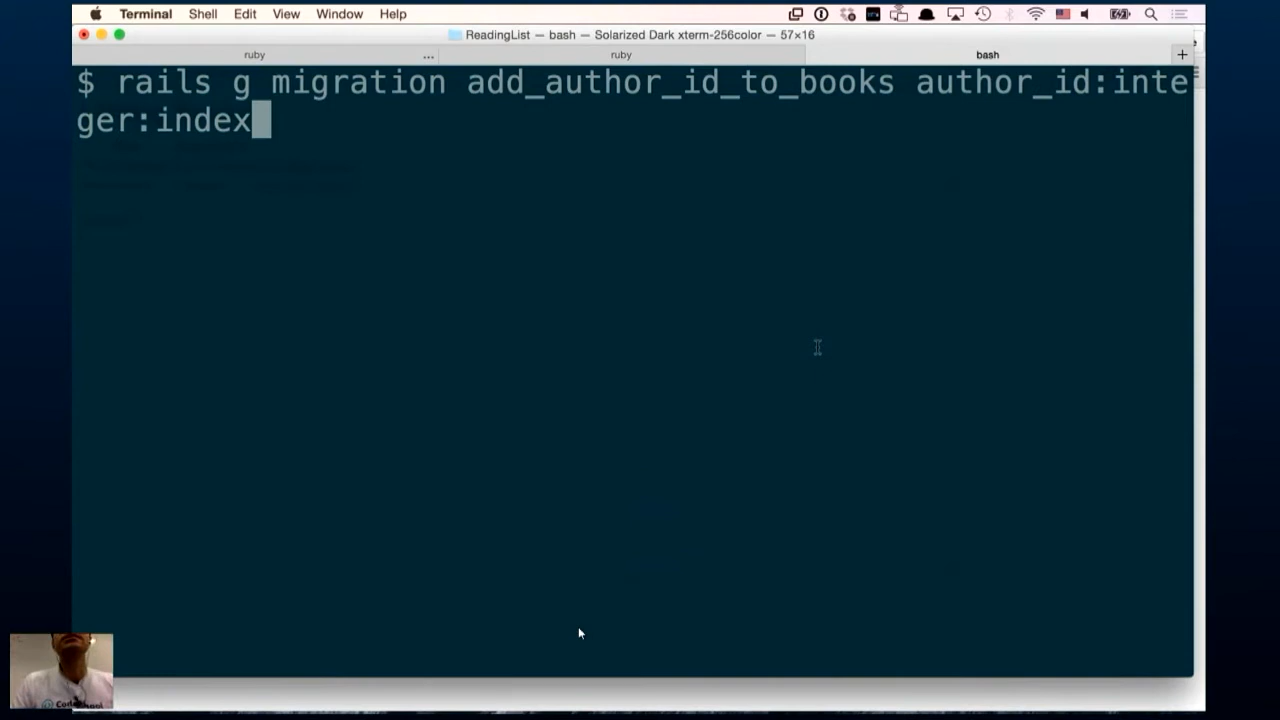 Terminal Shell Edit View Window Help
ReadingList — bash — Solarized Dark xterm-256color — 57×16
ruby ... ruby bash +
$ rails g migration add_author_id_to_books author_id:inte
ger:index